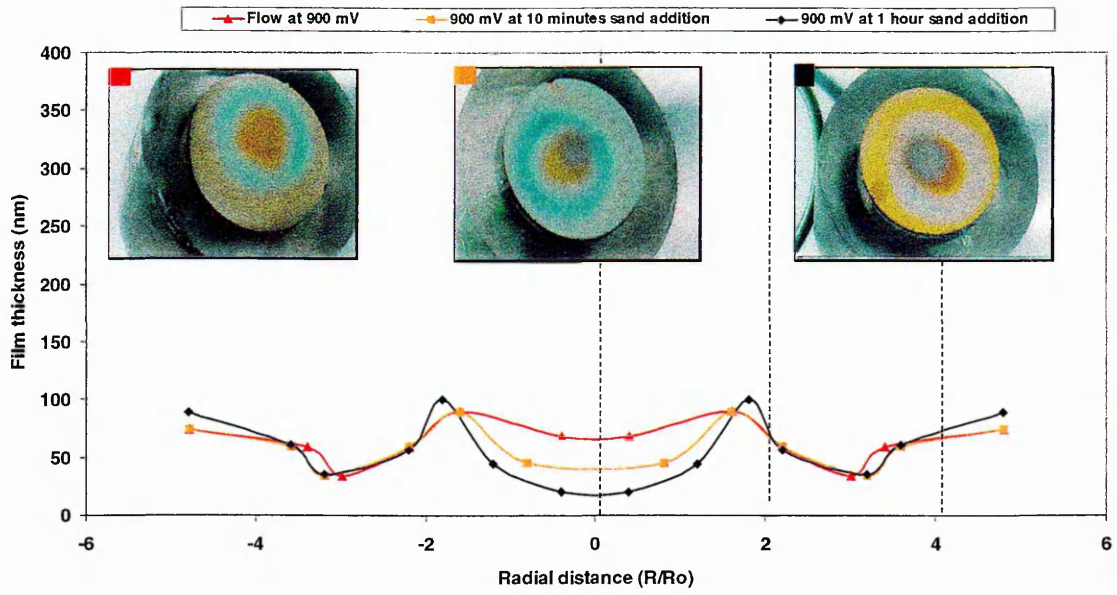 Flow at 900 mV 900 mV at 10 minutes sand addition 900 mV at 1 hour sand addition
400
350
300
250
200
150
100
50
0
Film thickness (nm)
-6 -4 -2 0 2 4 6
Radial distance (R/Ro)